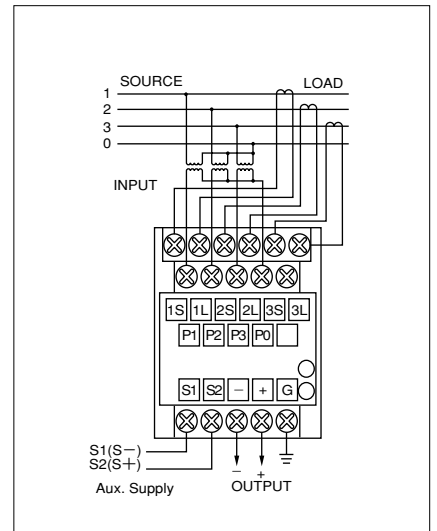 SOURCE LOAD
1
2
3
0
INPUT
1S 1L 2S 2L 3S 3L
P1 P2 P3 P0
S1 S2 − + G
S1(S−)
S2(S+)
− +
Aux. Supply OUTPUT